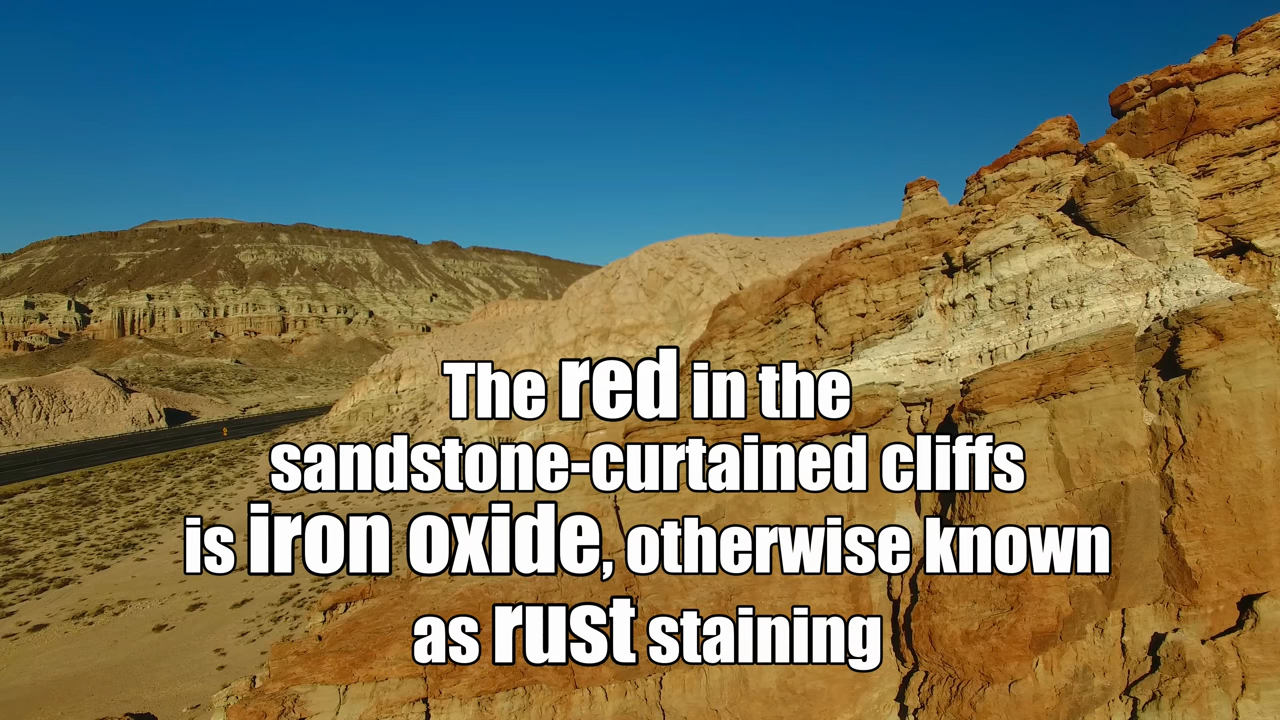 The red in the
sandstone-curtained cliffs
is iron oxide, otherwise known
as rust staining